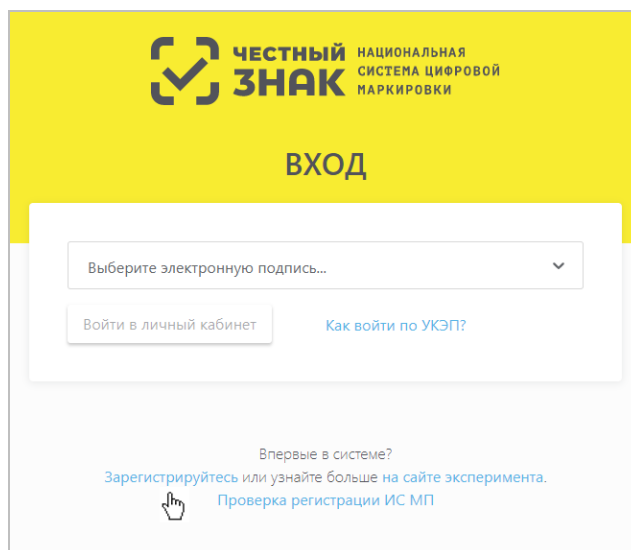 ЧЕСТНЫЙ
ЗНАК
НАЦИОНАЛЬНАЯ
СИСТЕМА ЦИФРОВОЙ
МАРКИРОВКИ
ВХОД
Выберите электронную подпись...
Войти в личный кабинет
Как войти по УКЭП?
Впервые в системе?
Зарегистрируйтесь или узнайте больше на сайте эксперимента.
Проверка регистрации ИС МП